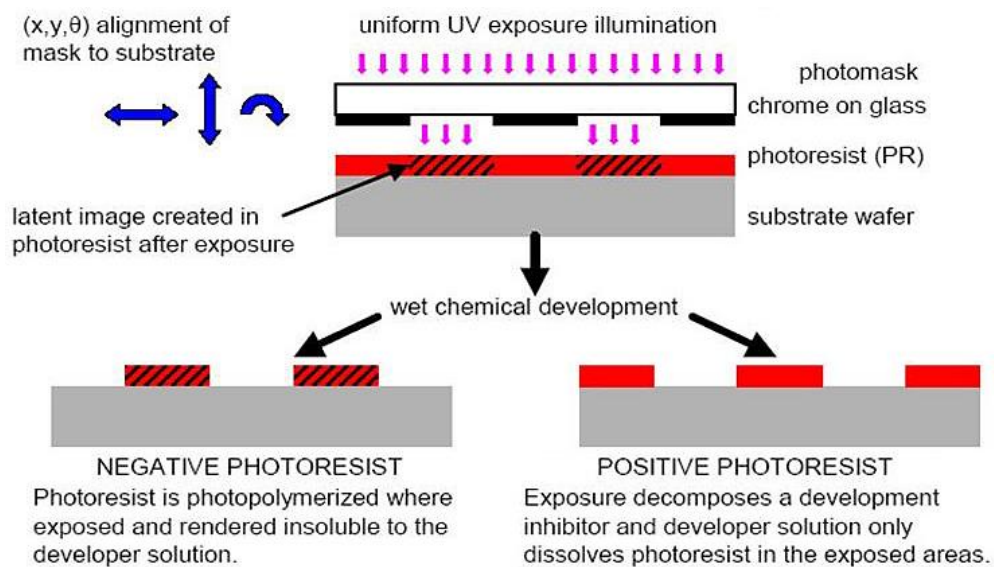 (x,y,θ) alignment of
mask to substrate
uniform UV exposure illumination
photomask
chrome on glass
photoresist (PR)
latent image created in
photoresist after exposure
substrate wafer
wet chemical development
NEGATIVE PHOTORESIST
Photoresist is photopolymerized where
exposed and rendered insoluble to the
developer solution.
POSITIVE PHOTORESIST
Exposure decomposes a development
inhibitor and developer solution only
dissolves photoresist in the exposed areas.